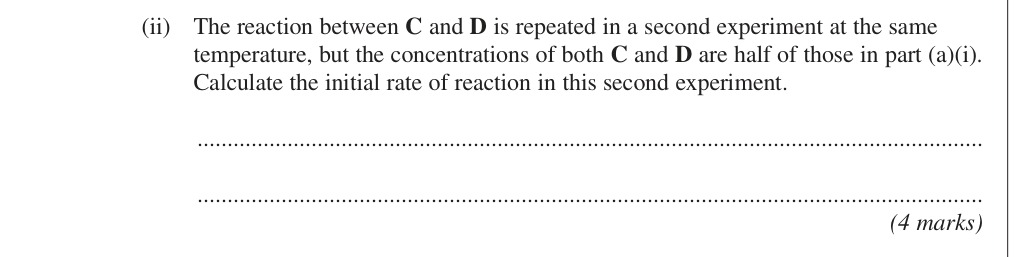 (ii) The reaction between C and D is repeated in a second experiment at the same
temperature, but the concentrations of both C and D are half of those in part (a)(i).
Calculate the initial rate of reaction in this second experiment.
....................................................................................................................................
....................................................................................................................................
(4 marks)